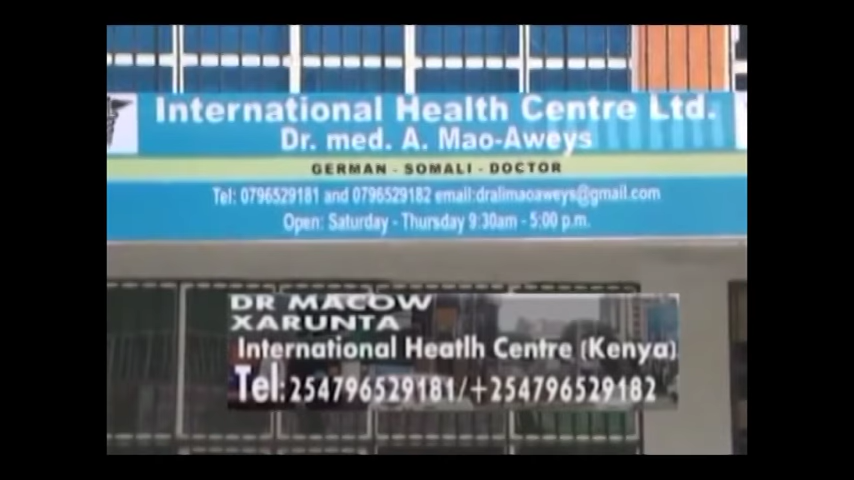 International Health Centre Ltd.
Dr. med. A. Mao-Aweys
GERMAN - SOMALI - DOCTOR
Tel: 0796529181 and 0796529182 email:dralimaoaweys@gmail.com
Open: Saturday - Thursday 9:30am - 5:00 p.m.
DR MACOW
XARUNTA
International Heatlh Centre (Kenya)
Tel:254796529181/+254796529182